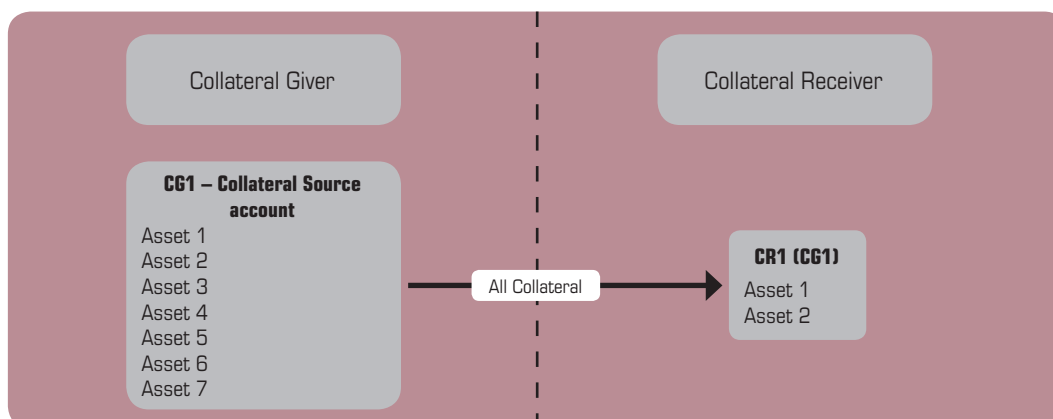 Collateral Giver
Collateral Receiver
CG1 – Collateral Source
account
Asset 1
Asset 2
Asset 3
Asset 4
Asset 5
Asset 6
Asset 7
All Collateral
CR1 (CG1)
Asset 1
Asset 2